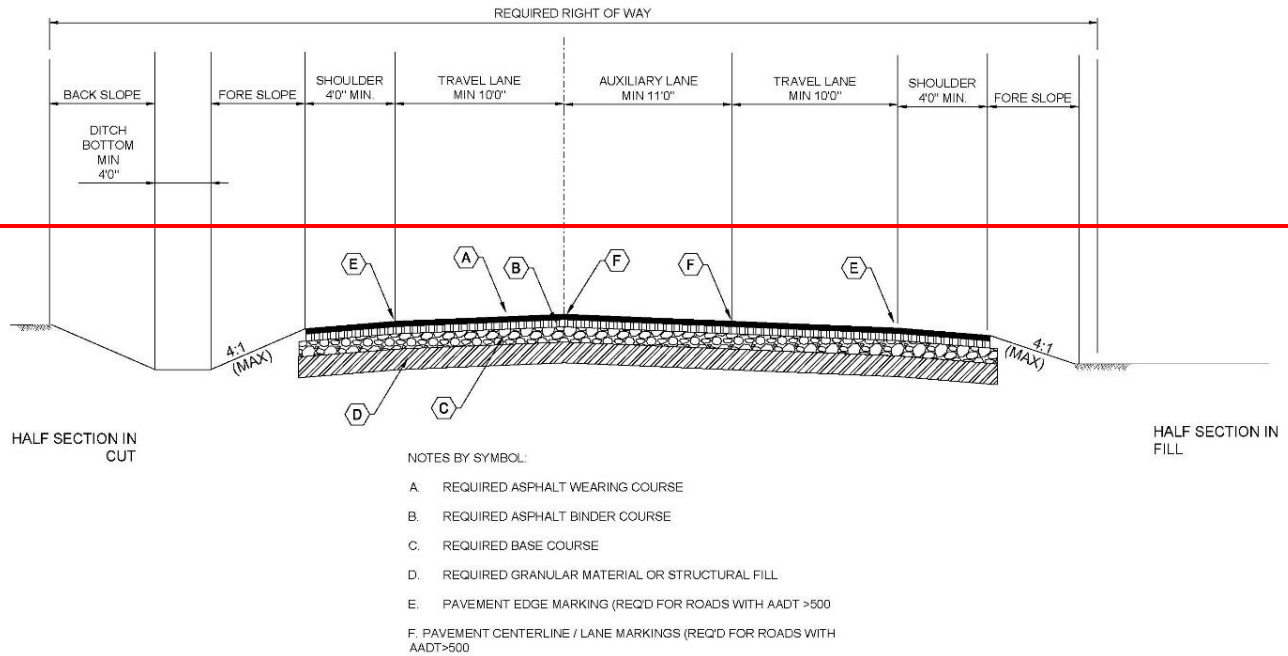 REQUIRED RIGHT OF WAY
BACK SLOPE
DITCH
BOTTOM
MIN
4'0"
FORE SLOPE
SHOULDER
4'0" MIN.
TRAVEL LANE
MIN 10'0"
AUXILIARY LANE
MIN 11'0"
TRAVEL LANE
MIN 10'0"
SHOULDER
4'0" MIN.
FORE SLOPE
E
A
B
F
F
E
4:1
(MAX)
4:1
(MAX)
D
C
HALF SECTION IN
CUT
HALF SECTION IN
FILL
NOTES BY SYMBOL:
A. REQUIRED ASPHALT WEARING COURSE
B. REQUIRED ASPHALT BINDER COURSE
C. REQUIRED BASE COURSE
D. REQUIRED GRANULAR MATERIAL OR STRUCTURAL FILL
E. PAVEMENT EDGE MARKING (REQ'D FOR ROADS WITH AADT >500
F. PAVEMENT CENTERLINE / LANE MARKINGS (REQ'D FOR ROADS WITH
AADT>500